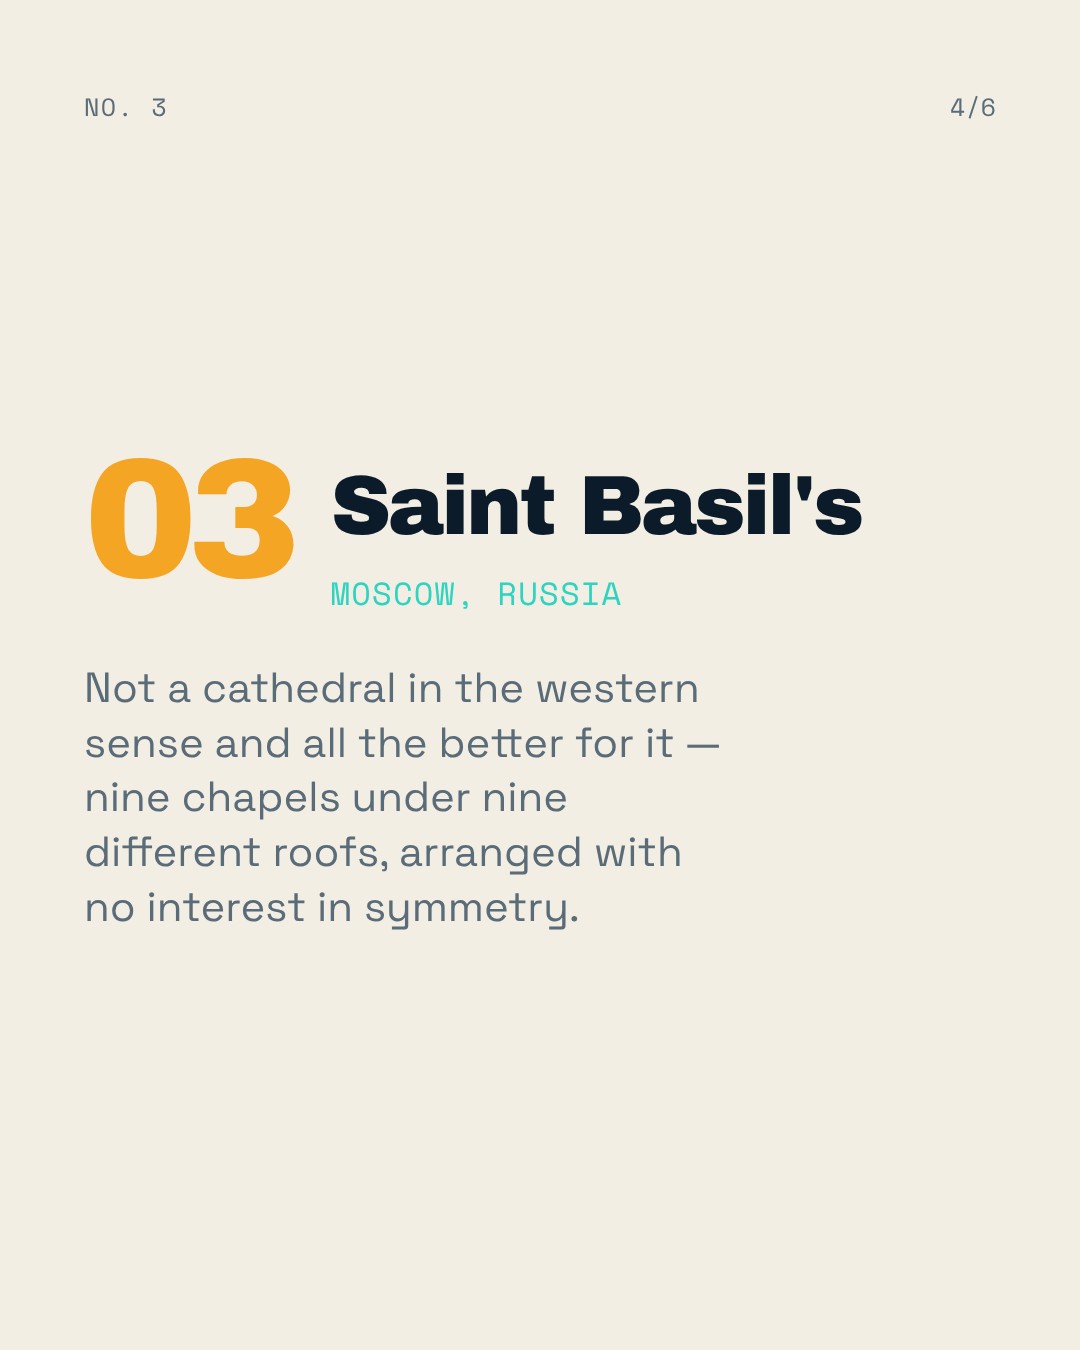 NO. 3
4/6
03
Saint Basil's
MOSCOW, RUSSIA
Not a cathedral in the western
sense and all the better for it —
nine chapels under nine
different roofs, arranged with
no interest in symmetry.